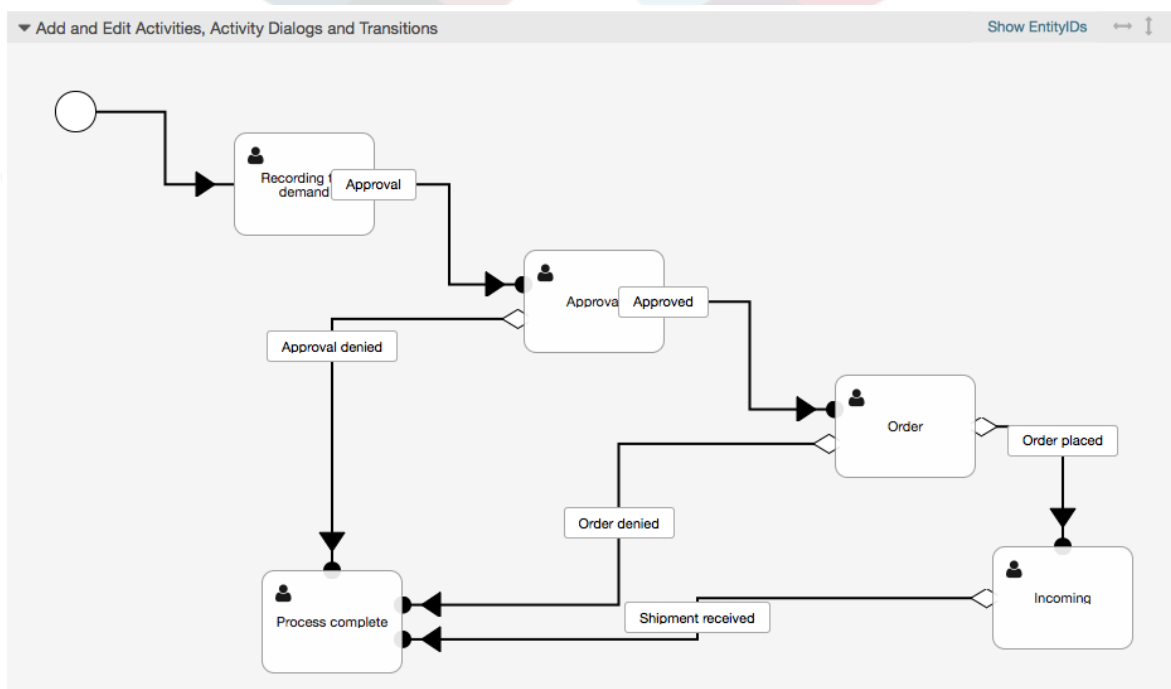 Add and Edit Activities, Activity Dialogs and Transitions
Show EntityIDs
Recording
demand
Approval
Approved
Approval denied
Order
Order placed
Order denied
Process complete
Incoming
Shipment received